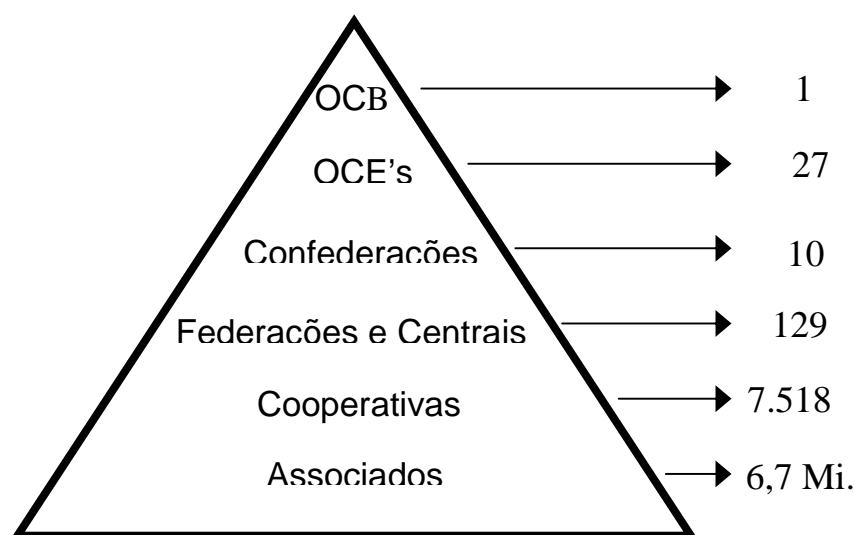 OCB 1
OCE's 27
Confederações 10
Federações e Centrais 129
Cooperativas 7.518
Associados 6,7 Mi.